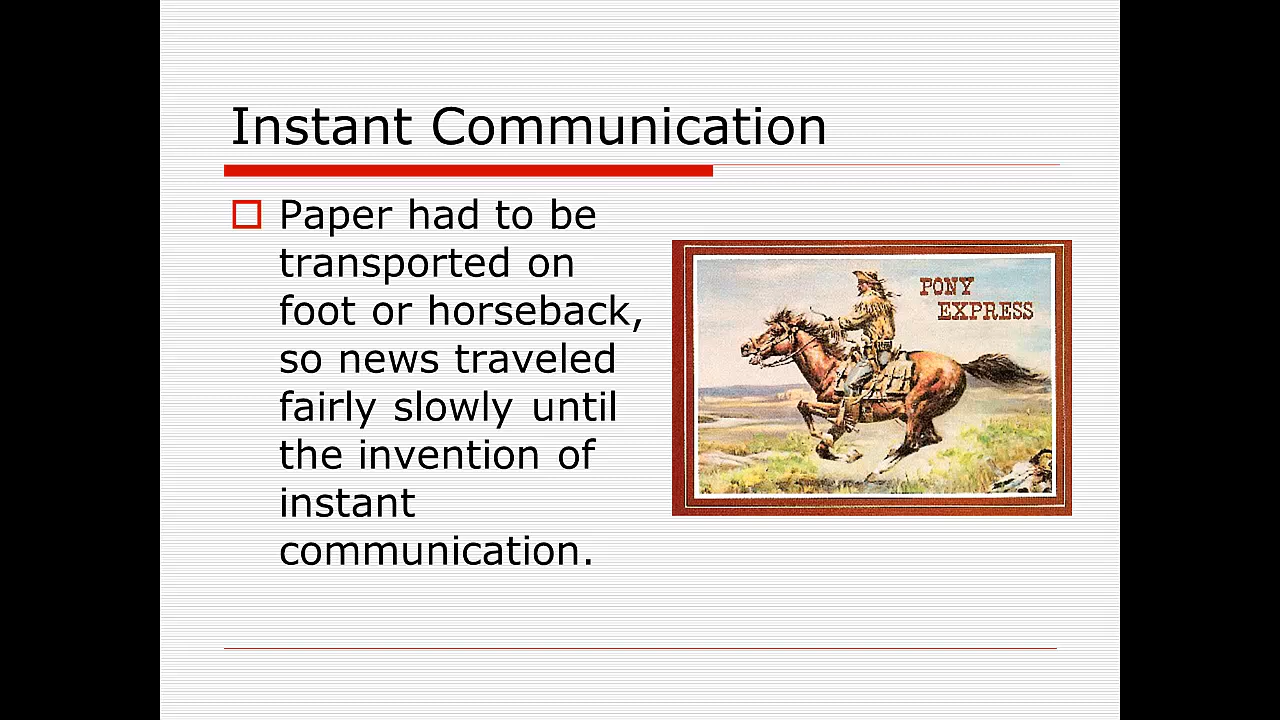 Instant Communication
Paper had to be
transported on
foot or horseback,
so news traveled
fairly slowly until
the invention of
instant
communication.
PONY
EXPRESS